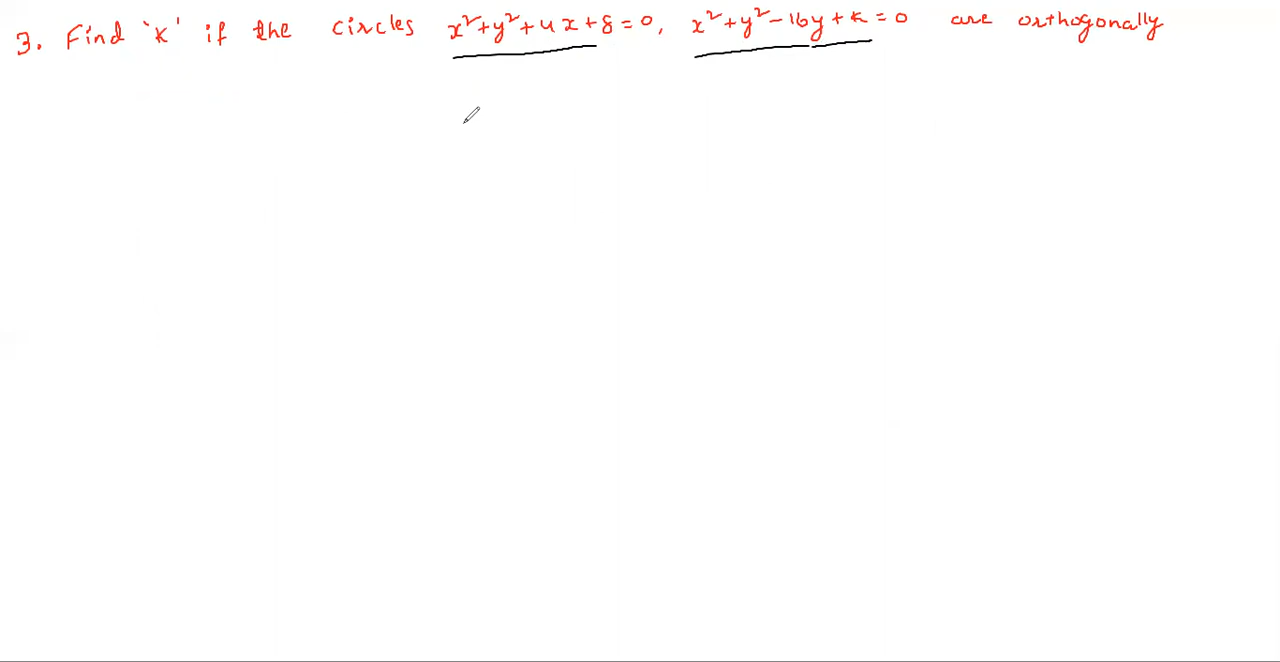 3. Find 'k' if the circles x²+y²+4x+8=0, x²+y²-16y+k=0 are orthogonally